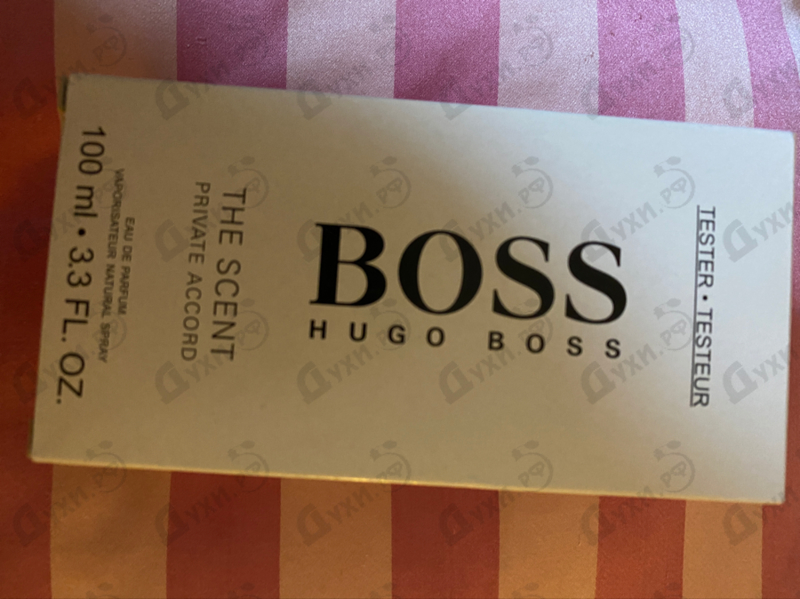 TESTER • TESTEUR
BOSS
HUGO BOSS
THE SCENT
PRIVATE ACCORD
EAU DE PARFUM
VAPORISATEUR NATURAL SPRAY
100 ml • 3.3 FL. OZ.
Духи.рф